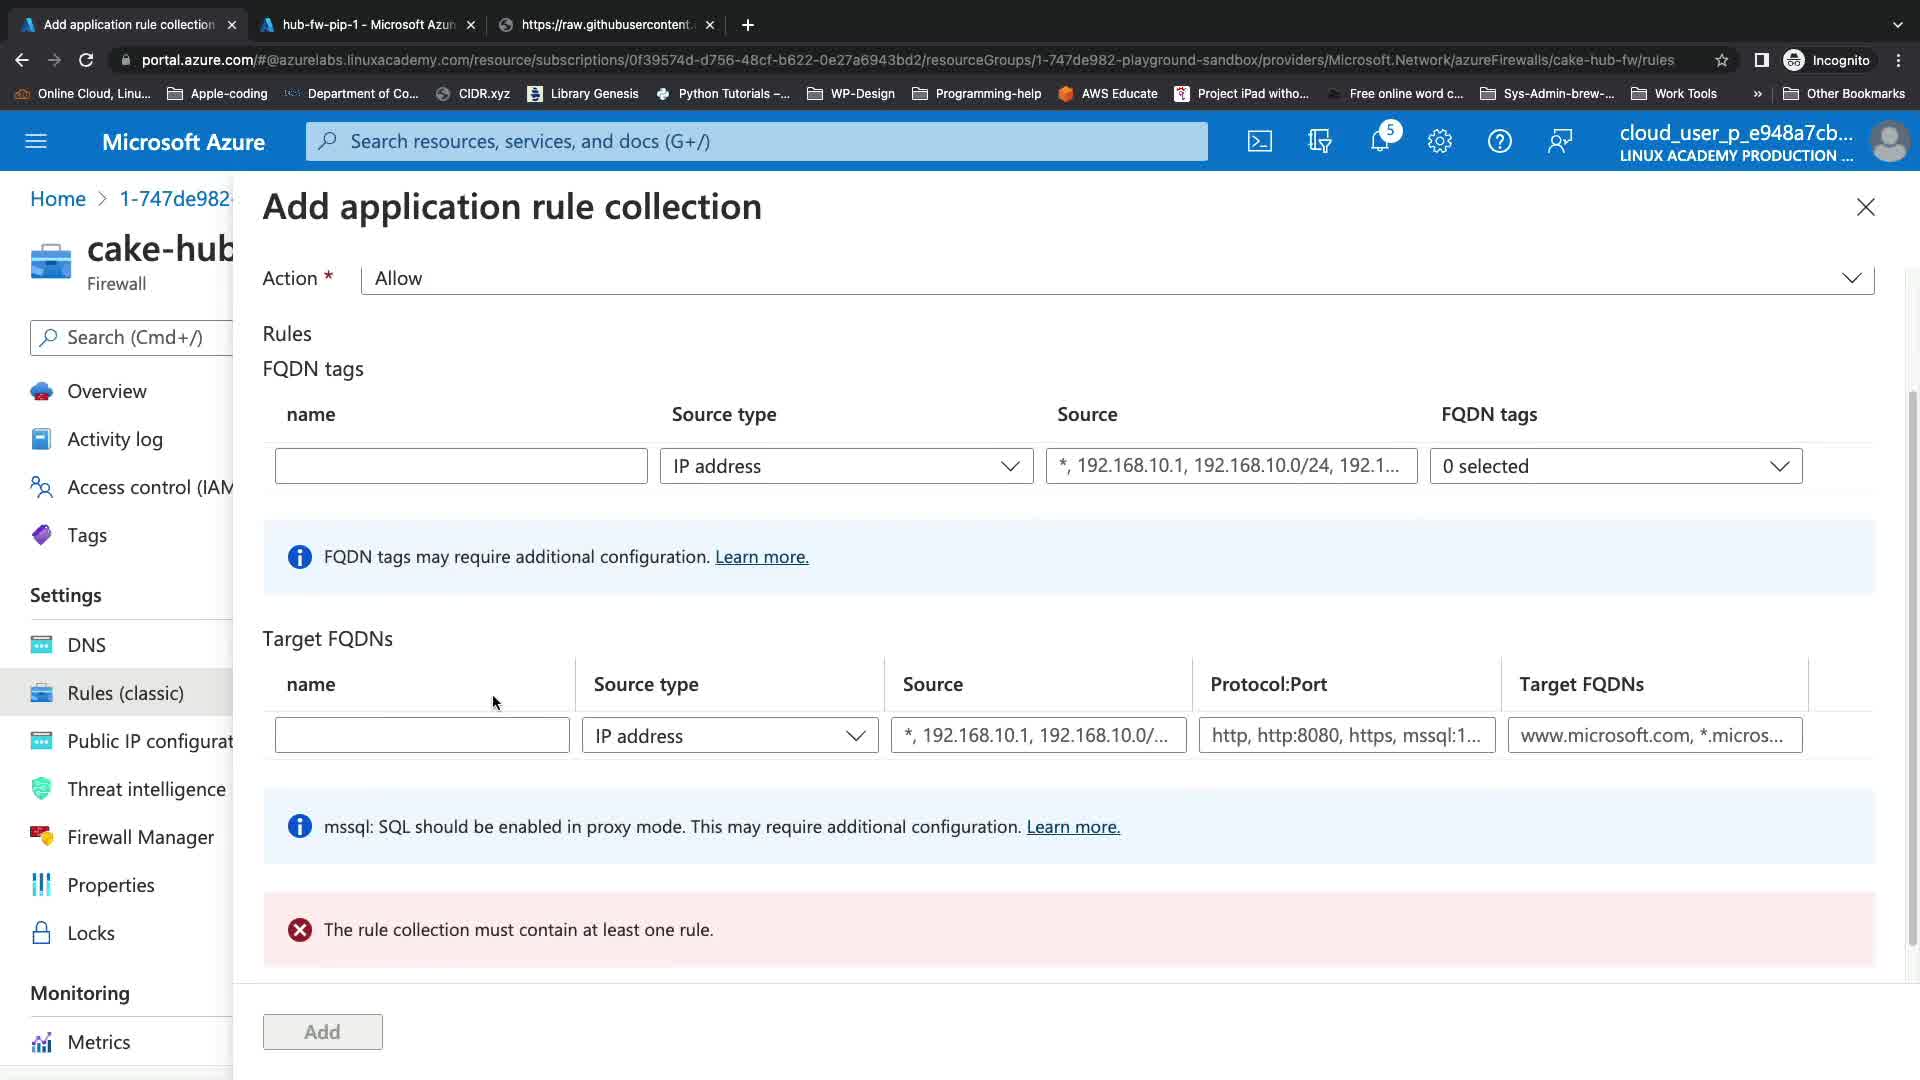 Add application rule collection
hub-fw-pip-1 - Microsoft Azur
https://raw.githubusercontent.
portal.azure.com/#@azurelabs.linuxacademy.com/resource/subscriptions/0f39574d-d756-48cf-b622-0e27a6943bd2/resourceGroups/1-747de982-playground-sandbox/providers/Microsoft.Network/azureFirewalls/cake-hub-fw/rules
Incognito
Online Cloud, Linu...
Apple-coding
Department of Co...
CIDR.xyz
Library Genesis
Python Tutorials –...
WP-Design
Programming-help
AWS Educate
Project iPad witho...
Free online word c...
Sys-Admin-brew-...
Work Tools
»
Other Bookmarks
Microsoft Azure
Search resources, services, and docs (G+/)
5
cloud_user_p_e948a7cb...
LINUX ACADEMY PRODUCTION ...
Home > 1-747de982-
cake-hub
Firewall
Search (Cmd+/)
Overview
Activity log
Access control (IAM
Tags
Settings
DNS
Rules (classic)
Public IP configurat
Threat intelligence
Firewall Manager
Properties
Locks
Monitoring
Metrics
Add application rule collection
Action * Allow
Rules
FQDN tags
name Source type Source FQDN tags
IP address *, 192.168.10.1, 192.168.10.0/24, 192.1... 0 selected
FQDN tags may require additional configuration. Learn more.
Target FQDNs
name Source type Source Protocol:Port Target FQDNs
IP address *, 192.168.10.1, 192.168.10.0/... http, http:8080, https, mssql:1... www.microsoft.com, *.micros...
mssql: SQL should be enabled in proxy mode. This may require additional configuration. Learn more.
The rule collection must contain at least one rule.
Add